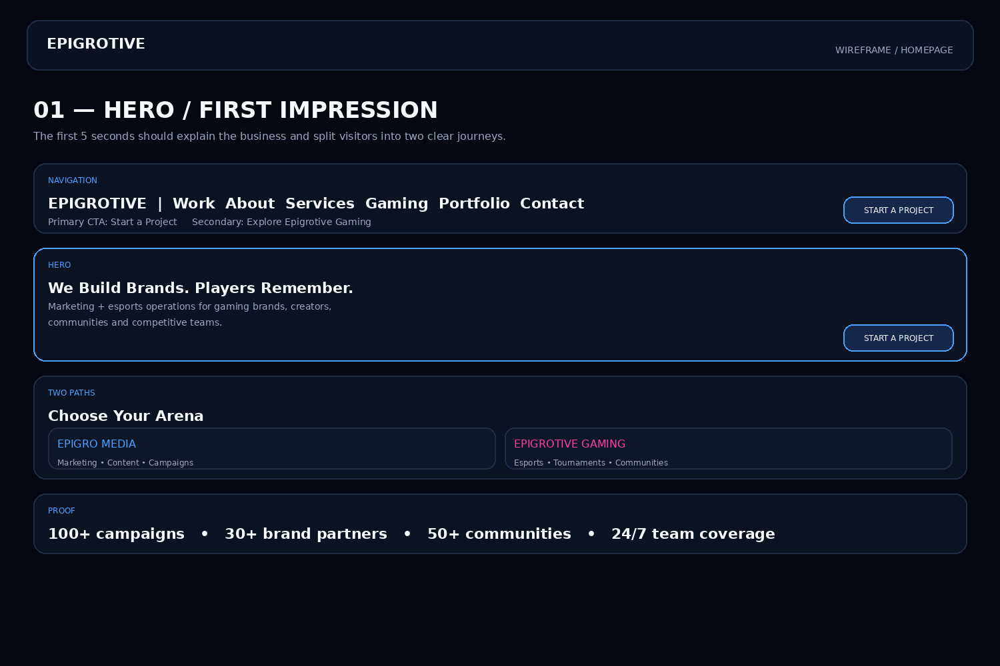 EPIGROTIVE
WIREFRAME / HOMEPAGE
01 — HERO / FIRST IMPRESSION
The first 5 seconds should explain the business and split visitors into two clear journeys.
NAVIGATION
EPIGROTIVE | Work About Services Gaming Portfolio Contact
Primary CTA: Start a Project Secondary: Explore Epigrotive Gaming
START A PROJECT
HERO
We Build Brands. Players Remember.
Marketing + esports operations for gaming brands, creators,
communities and competitive teams.
START A PROJECT
TWO PATHS
Choose Your Arena
EPIGRO MEDIA
Marketing • Content • Campaigns
EPIGROTIVE GAMING
Esports • Tournaments • Communities
PROOF
100+ campaigns • 30+ brand partners • 50+ communities • 24/7 team coverage